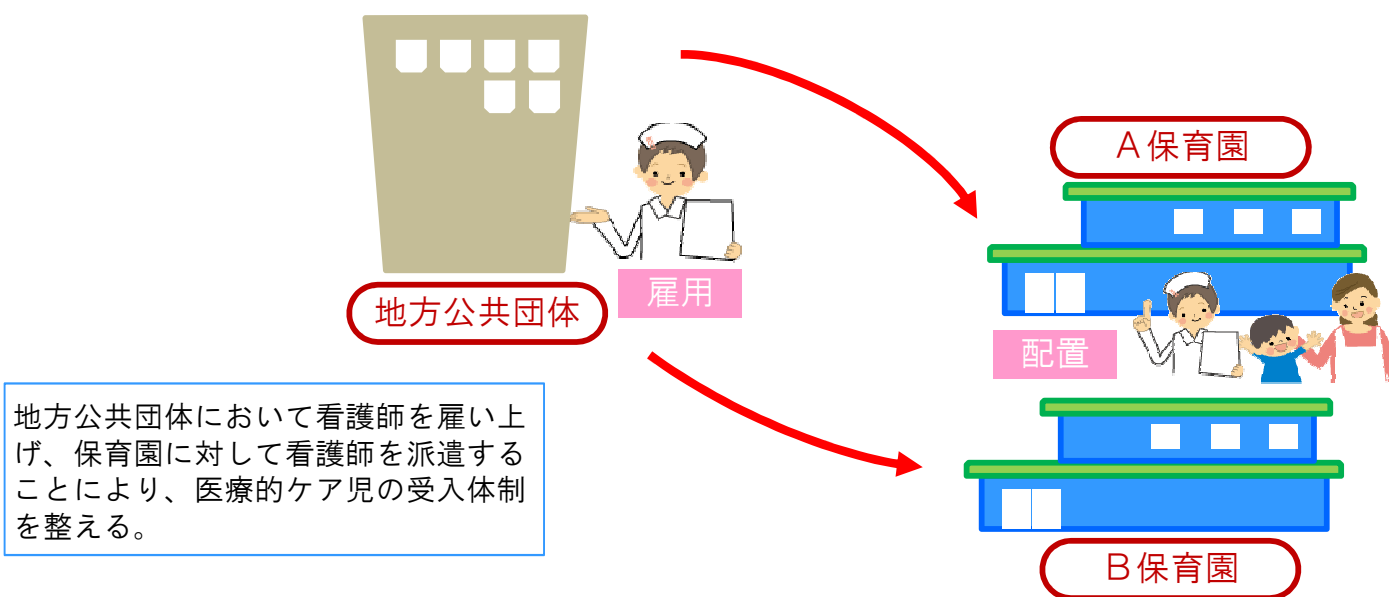 A保育園
雇用
地方公共団体
配置
地方公共団体において看護師を雇い上
げ、保育園に対して看護師を派遣する
ことにより、医療的ケア児の受入体制
を整える。
B保育園